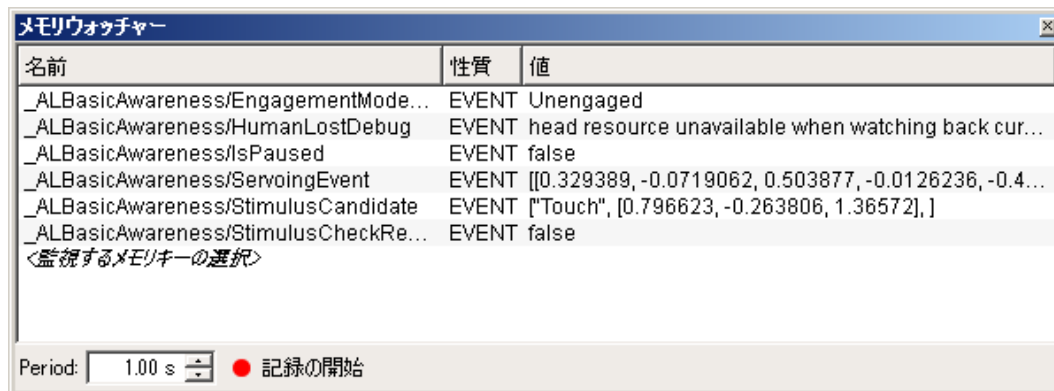 メモリウォッチャー
名前 性質 値
_ALBasicAwareness/EngagementMode... EVENT Unengaged
_ALBasicAwareness/HumanLostDebug EVENT head resource unavailable when watching back cur...
_ALBasicAwareness/IsPaused EVENT false
_ALBasicAwareness/ServoingEvent EVENT [[0.329389, -0.0719062, 0.503877, -0.0126236, -0.4...
_ALBasicAwareness/StimulusCandidate EVENT ["Touch", [0.796623, -0.263806, 1.36572], ]
_ALBasicAwareness/StimulusCheckRe... EVENT false
<監視するメモリキーの選択>
Period: 1.00 s 記録の開始